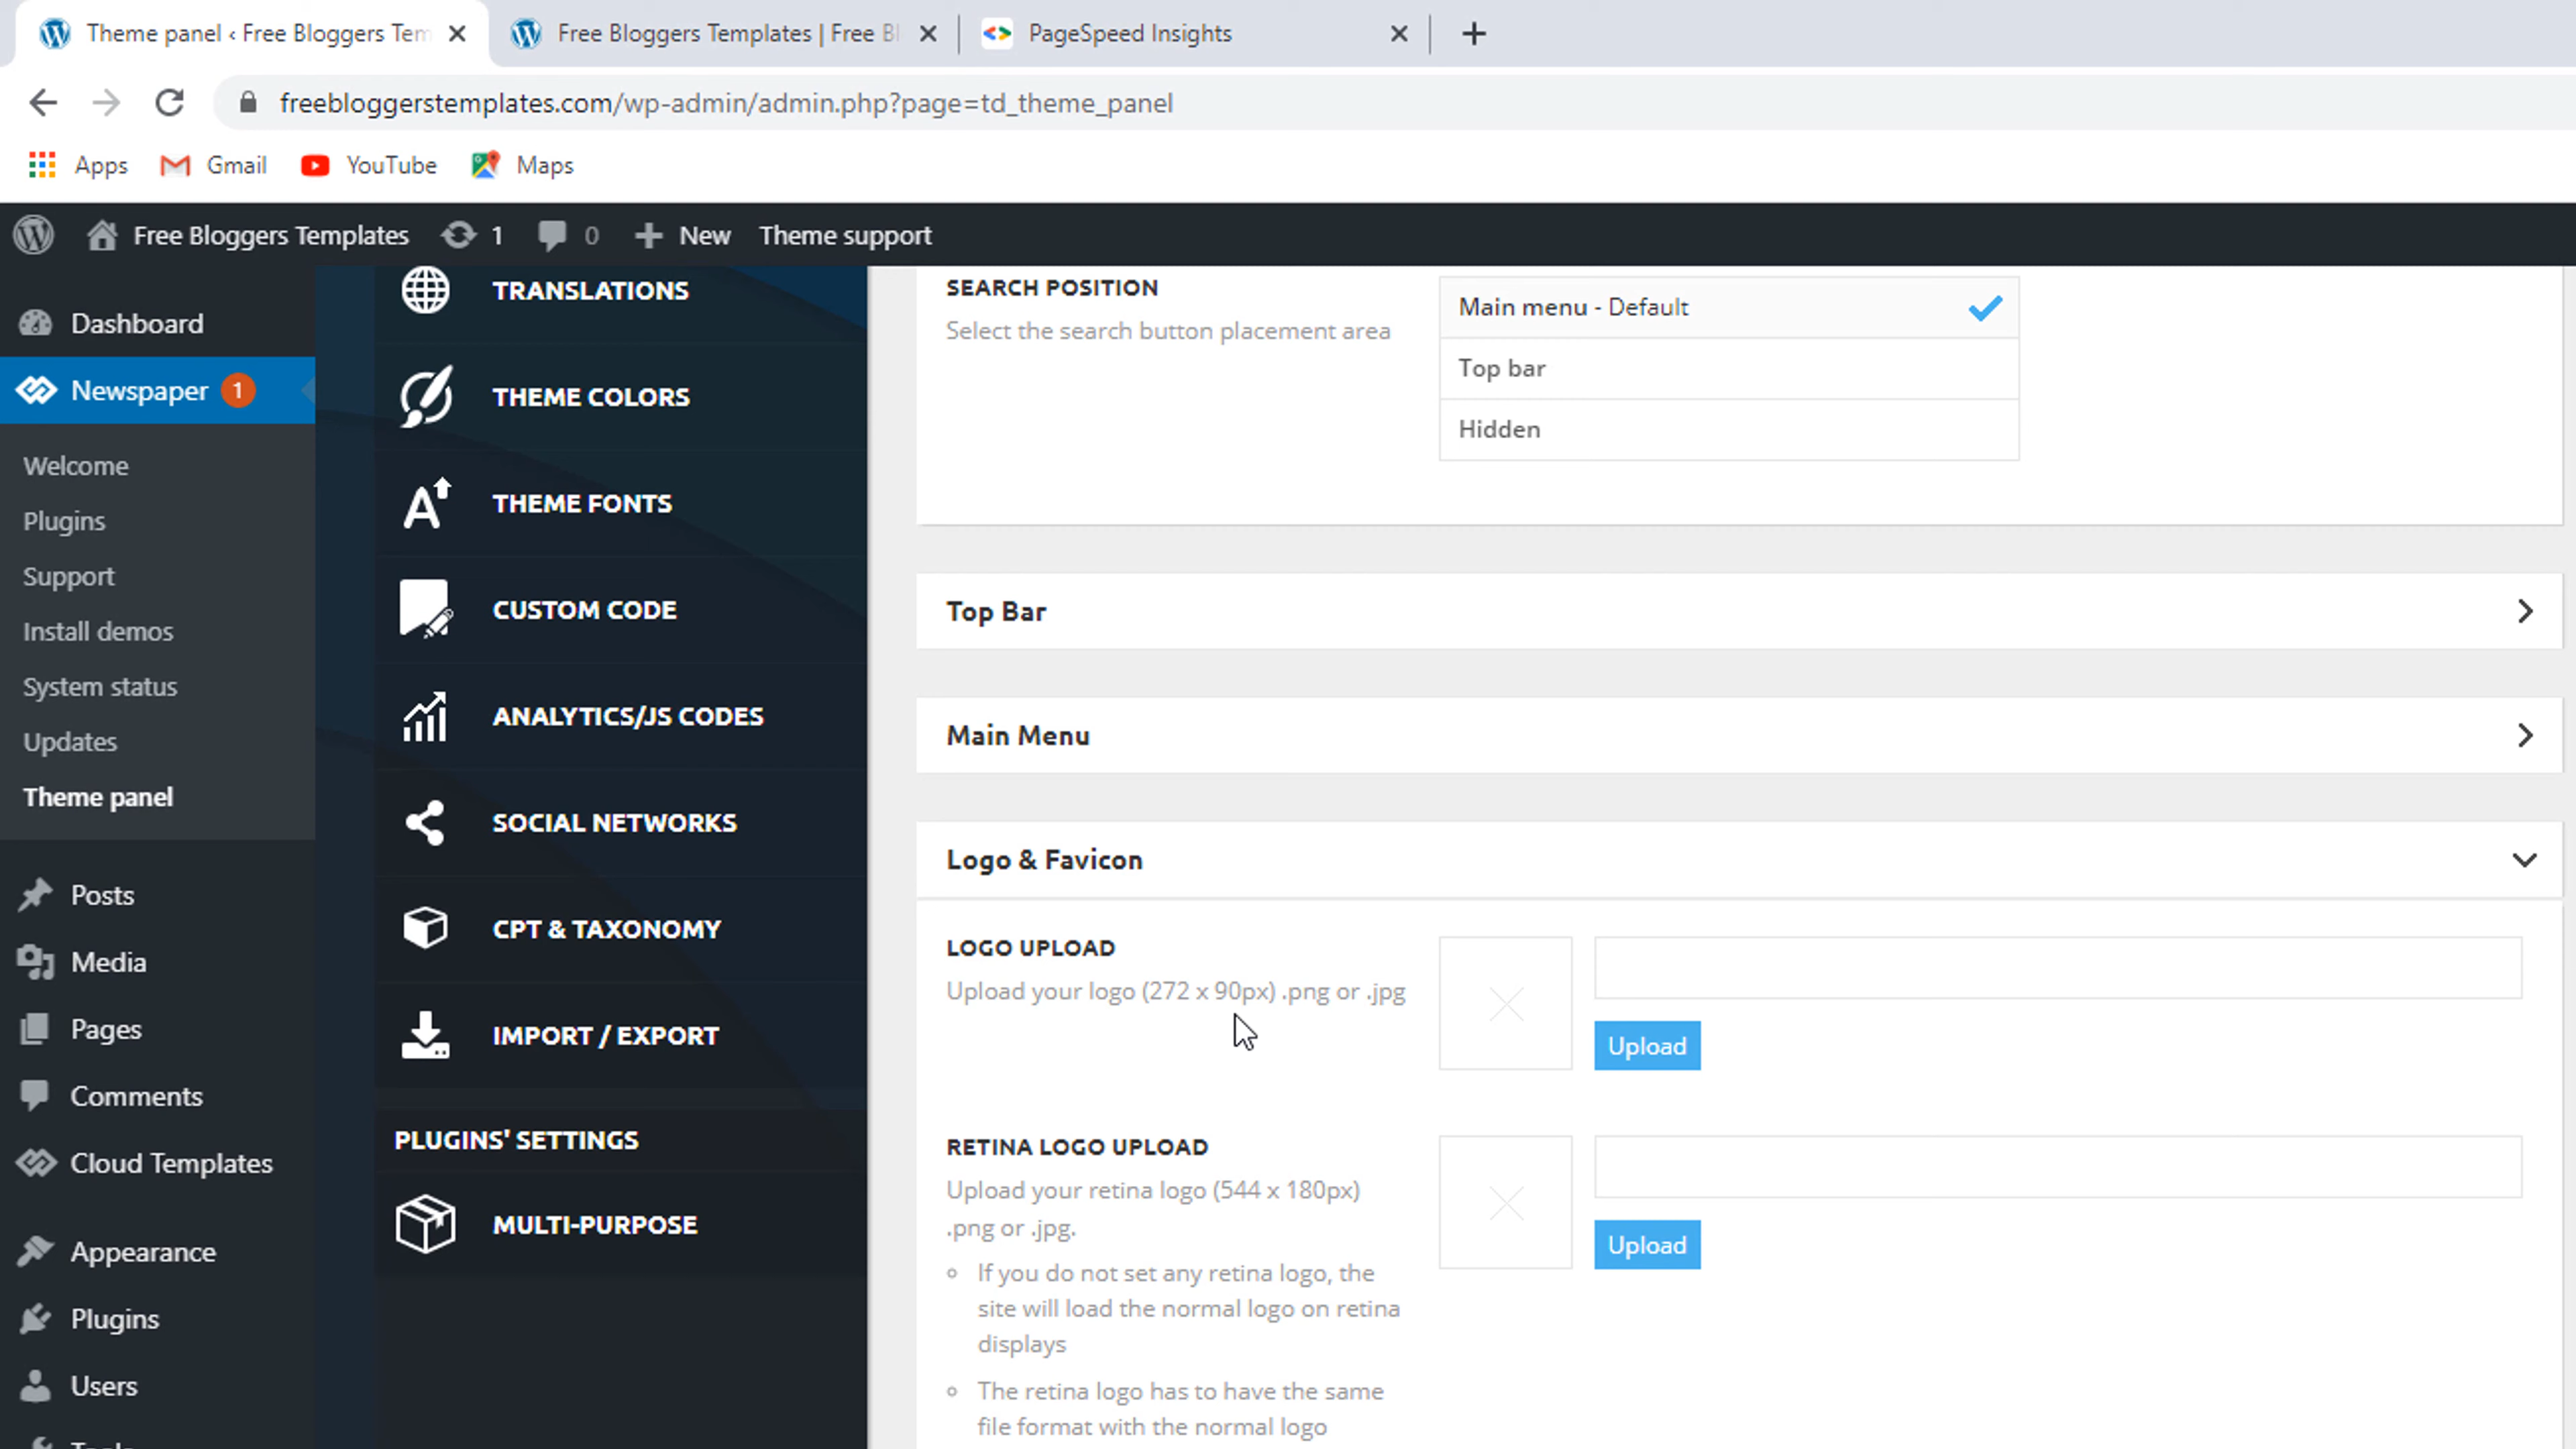 Theme panel ‹ Free Bloggers Tem
Free Bloggers Templates | Free Bl
PageSpeed Insights
freebloggerstemplates.com/wp-admin/admin.php?page=td_theme_panel
Apps
Gmail
YouTube
Maps
Free Bloggers Templates
1
0
New
Theme support
Dashboard
Newspaper 1
Welcome
Plugins
Support
Install demos
System status
Updates
Theme panel
Posts
Media
Pages
Comments
Cloud Templates
Appearance
Plugins
Users
TRANSLATIONS
THEME COLORS
THEME FONTS
CUSTOM CODE
ANALYTICS/JS CODES
SOCIAL NETWORKS
CPT & TAXONOMY
IMPORT / EXPORT
PLUGINS' SETTINGS
MULTI-PURPOSE
SEARCH POSITION
Select the search button placement area
Main menu - Default
Top bar
Hidden
Top Bar
Main Menu
Logo & Favicon
LOGO UPLOAD
Upload your logo (272 x 90px) .png or .jpg
Upload
RETINA LOGO UPLOAD
Upload your retina logo (544 x 180px)
.png or .jpg.
Upload
If you do not set any retina logo, the
site will load the normal logo on retina
displays
The retina logo has to have the same
file format with the normal logo